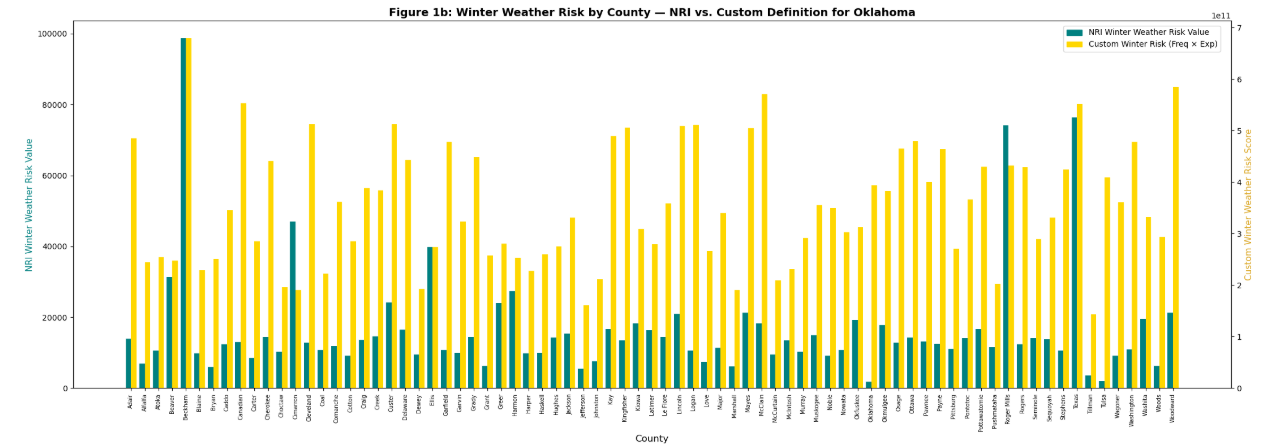 Figure 1b: Winter Weather Risk by County — NRI vs. Custom Definition for Oklahoma
1e11
NRI Winter Weather Risk Value
Custom Winter Risk (Freq × Exp)
NRI Winter Weather Risk Value
100000
80000
60000
40000
20000
0
7
6
5
4
3
2
1
0
Custom Winter Weather Risk Score
Adair
Alfalfa
Atoka
Beaver
Beckham
Blaine
Bryan
Caddo
Canadian
Carter
Cherokee
Choctaw
Cimarron
Cleveland
Coal
Comanche
Cotton
Craig
Creek
Custer
Delaware
Dewey
Ellis
Garfield
Garvin
Grady
Grant
Greer
Harmon
Harper
Haskell
Hughes
Jackson
Jefferson
Johnston
Kay
Kingfisher
Kiowa
Latimer
Le Flore
Lincoln
Logan
Love
Major
Marshall
Mayes
McClain
McCurtain
McIntosh
Murray
Muskogee
Noble
Nowata
Okfuskee
Oklahoma
Okmulgee
Osage
Ottawa
Pawnee
Payne
Pittsburg
Pontotoc
Pottawatomie
Pushmataha
Roger Mills
Rogers
Seminole
Sequoyah
Stephens
Texas
Tillman
Tulsa
Wagoner
Washington
Washita
Woods
Woodward
County